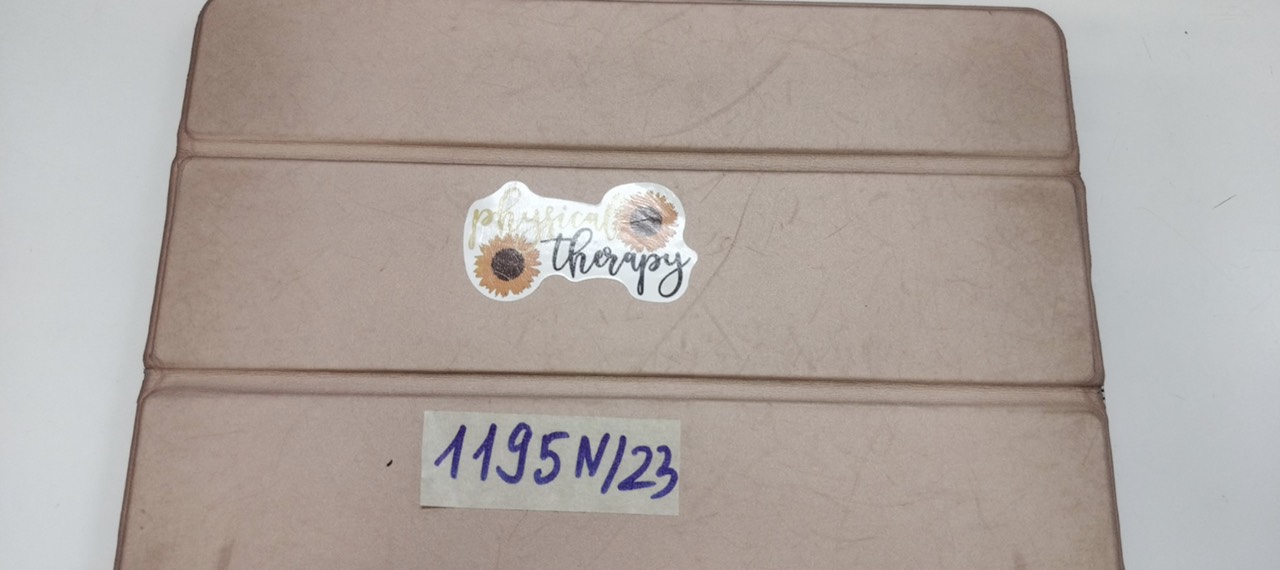 physical
therapy
1195N/23